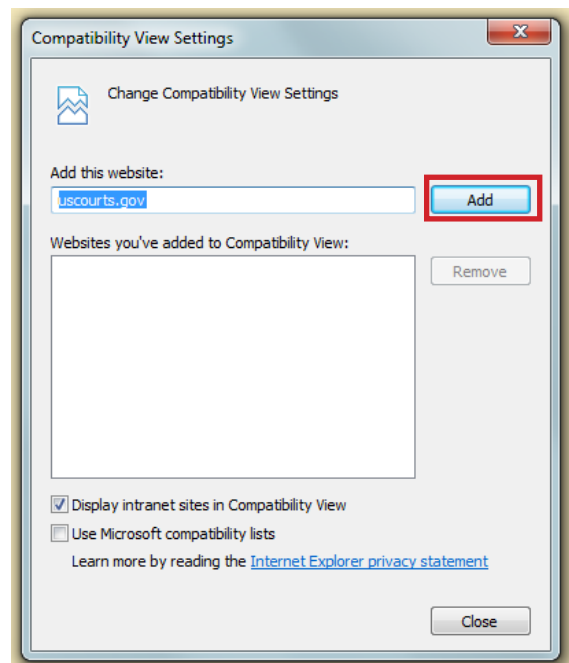 Compatibility View Settings
Change Compatibility View Settings
Add this website:
uscourts.gov
Add
Websites you've added to Compatibility View:
Remove
Display intranet sites in Compatibility View
Use Microsoft compatibility lists
Learn more by reading the Internet Explorer privacy statement
Close